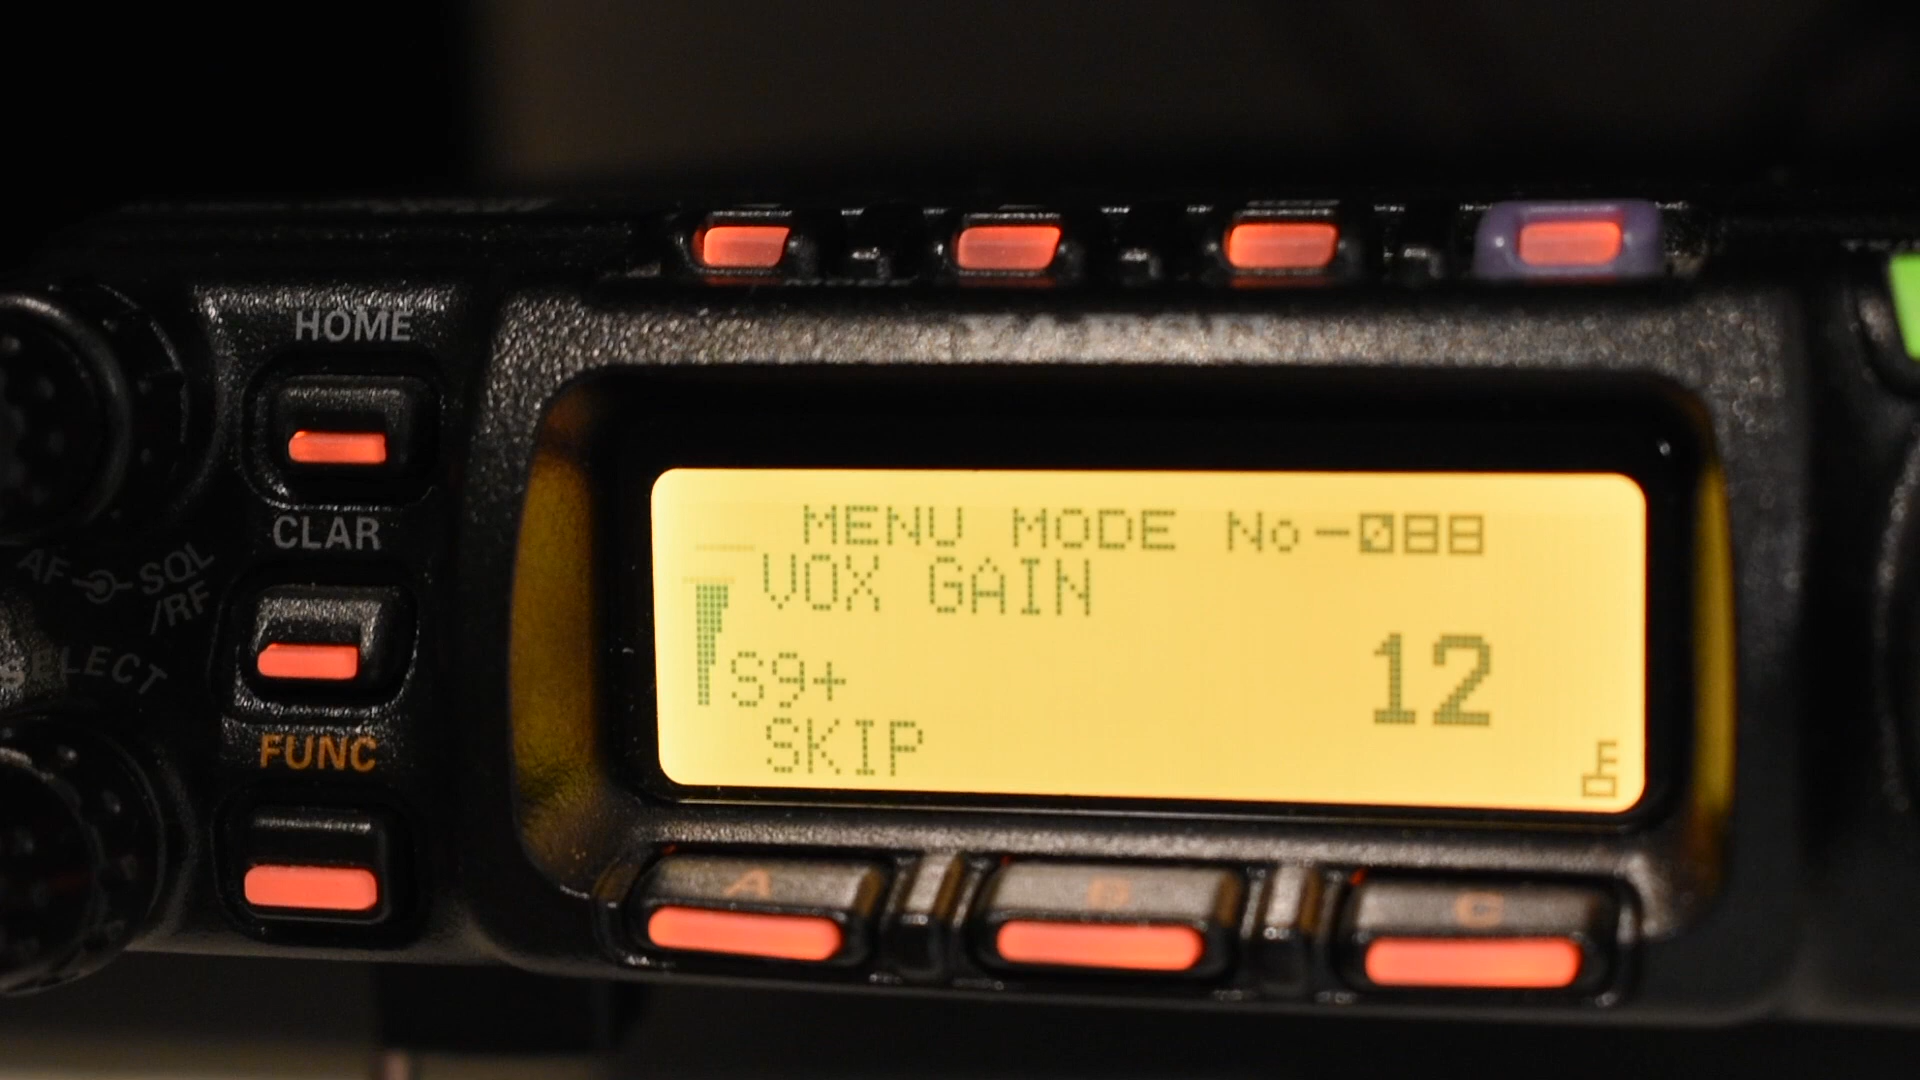 HOME
CLAR
AF SQL
/RF
SELECT
FUNC
MENU MODE No-088
VOX GAIN
12
S9+
SKIP
A
B
C